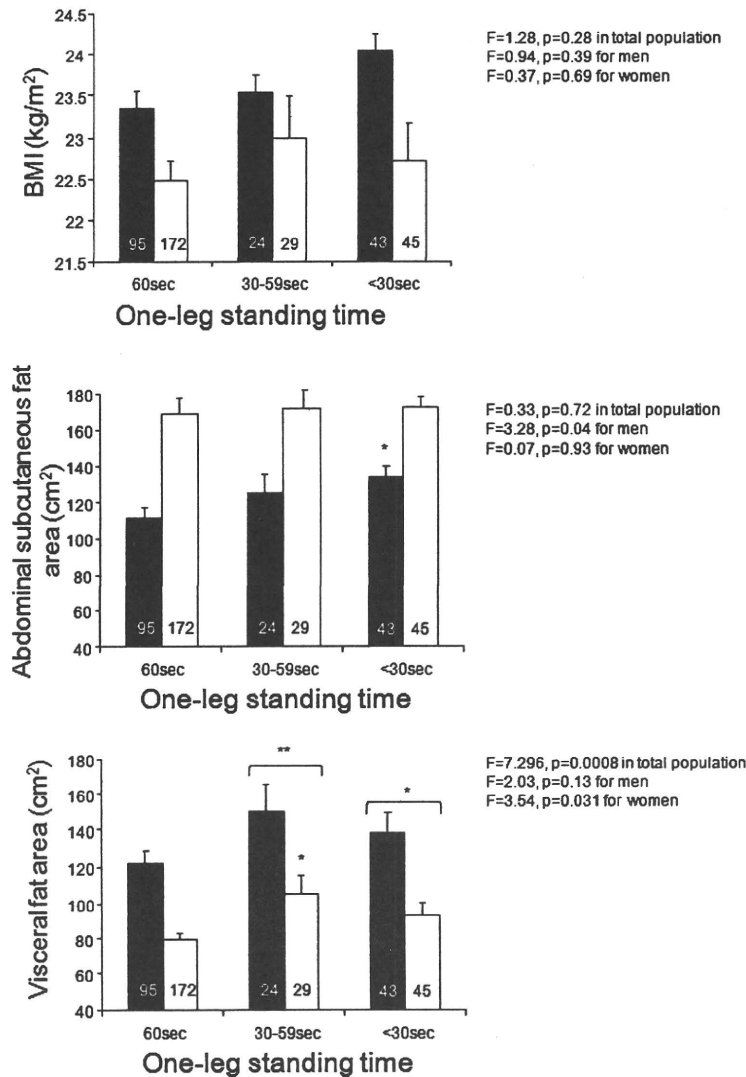 24.5
24
23.5
23
22.5
22
21.5
BMI (kg/m²)
95 172 24 29 43 45
60sec 30-59sec <30sec
One-leg standing time
F=1.28, p=0.28 in total population
F=0.94, p=0.39 for men
F=0.37, p=0.69 for women
180
160
140
120
100
80
60
40
Abdominal subcutaneous fat
area (cm²)
*
95 172 24 29 43 45
60sec 30-59sec <30sec
One-leg standing time
F=0.33, p=0.72 in total population
F=3.28, p=0.04 for men
F=0.07, p=0.93 for women
180
160
140
120
100
80
60
40
Visceral fat area (cm²)
**
*
*
95 172 24 29 43 45
60sec 30-59sec <30sec
One-leg standing time
F=7.296, p=0.0008 in total population
F=2.03, p=0.13 for men
F=3.54, p=0.031 for women